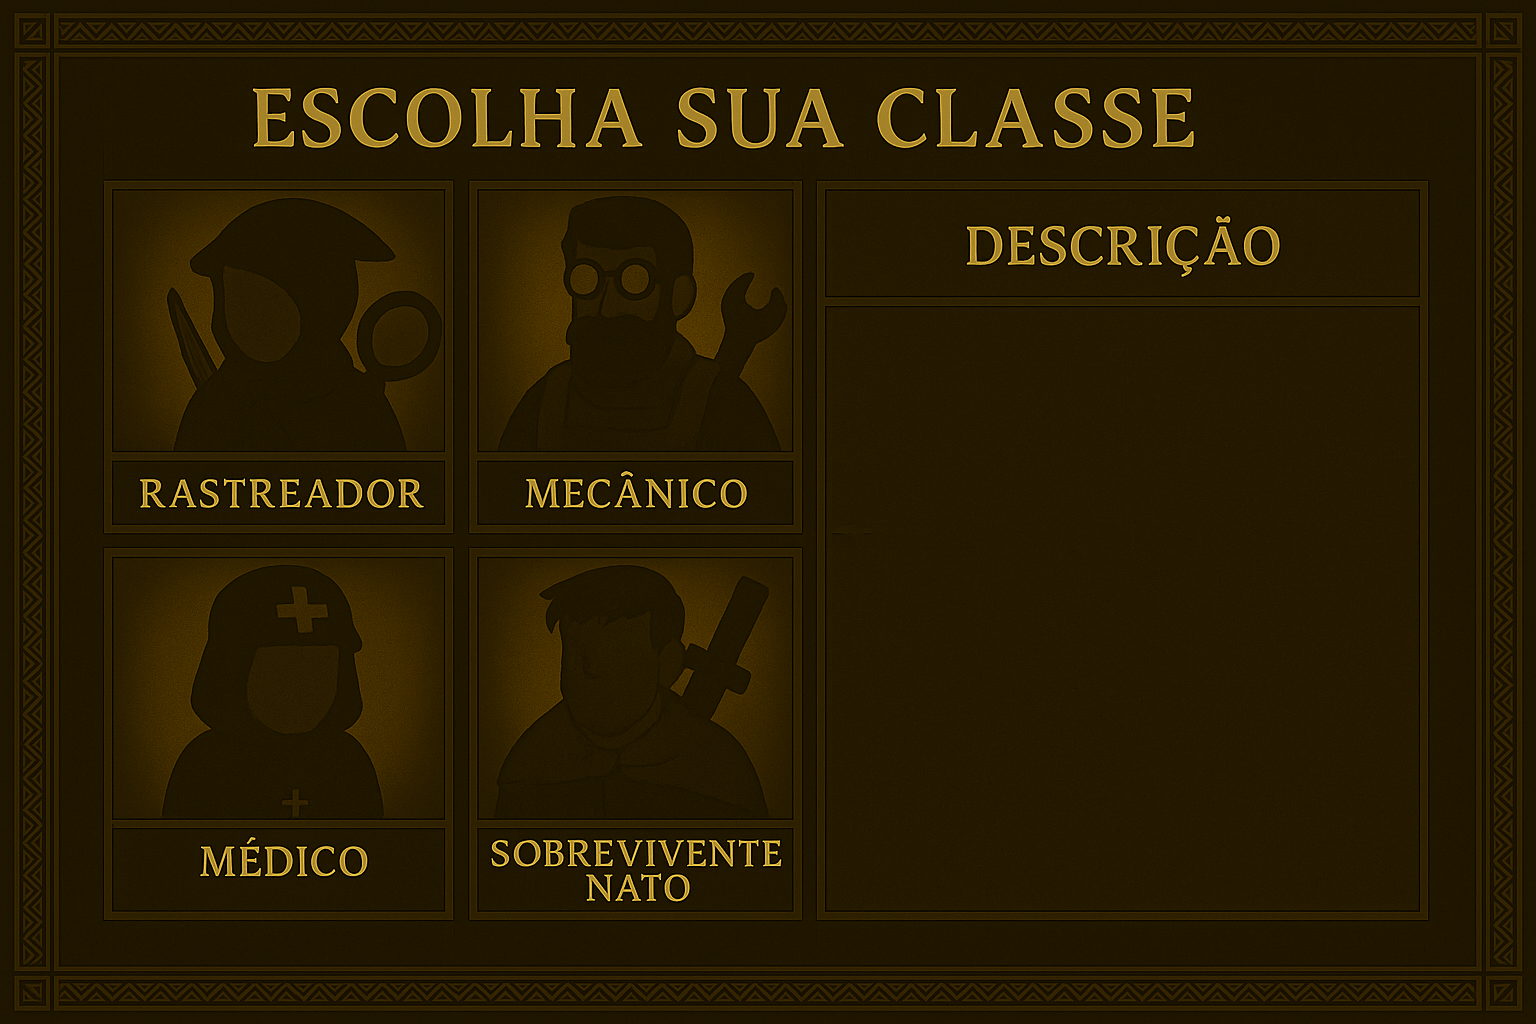 ESCOLHA SUA CLASSE
RASTREADOR
MECÂNICO
DESCRIÇÃO
MÉDICO
SOBREVIVENTE
NATO